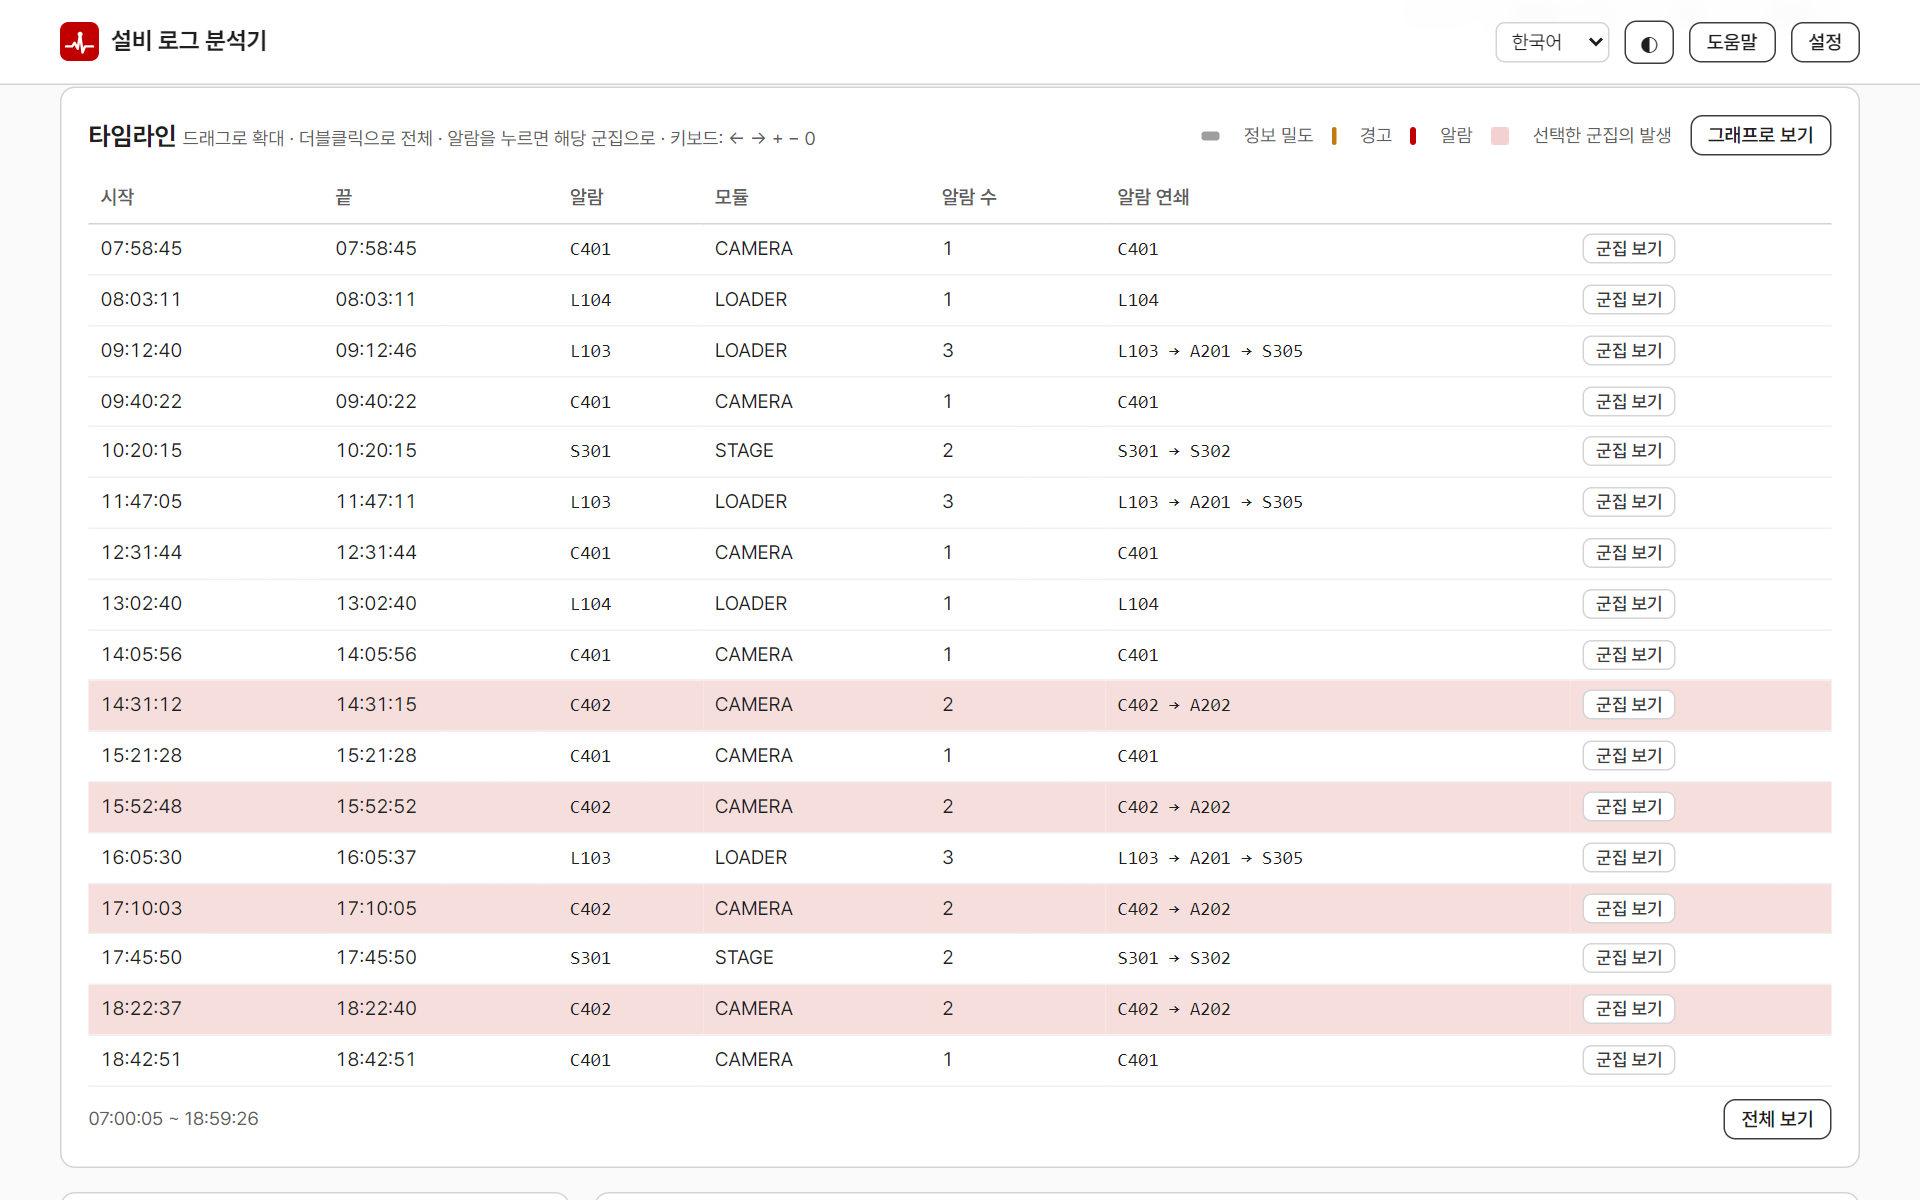 설비 로그 분석기
한국어
도움말
설정
타임라인 드래그로 확대 · 더블클릭으로 전체 · 알람을 누르면 해당 군집으로 · 키보드: ← → + − 0
정보 밀도 경고 알람 선택한 군집의 발생 그래프로 보기
시작 끝 알람 모듈 알람 수 알람 연쇄
07:58:45 07:58:45 C401 CAMERA 1 C401 군집 보기
08:03:11 08:03:11 L104 LOADER 1 L104 군집 보기
09:12:40 09:12:46 L103 LOADER 3 L103 → A201 → S305 군집 보기
09:40:22 09:40:22 C401 CAMERA 1 C401 군집 보기
10:20:15 10:20:15 S301 STAGE 2 S301 → S302 군집 보기
11:47:05 11:47:11 L103 LOADER 3 L103 → A201 → S305 군집 보기
12:31:44 12:31:44 C401 CAMERA 1 C401 군집 보기
13:02:40 13:02:40 L104 LOADER 1 L104 군집 보기
14:05:56 14:05:56 C401 CAMERA 1 C401 군집 보기
14:31:12 14:31:15 C402 CAMERA 2 C402 → A202 군집 보기
15:21:28 15:21:28 C401 CAMERA 1 C401 군집 보기
15:52:48 15:52:52 C402 CAMERA 2 C402 → A202 군집 보기
16:05:30 16:05:37 L103 LOADER 3 L103 → A201 → S305 군집 보기
17:10:03 17:10:05 C402 CAMERA 2 C402 → A202 군집 보기
17:45:50 17:45:50 S301 STAGE 2 S301 → S302 군집 보기
18:22:37 18:22:40 C402 CAMERA 2 C402 → A202 군집 보기
18:42:51 18:42:51 C401 CAMERA 1 C401 군집 보기
07:00:05 ~ 18:59:26 전체 보기